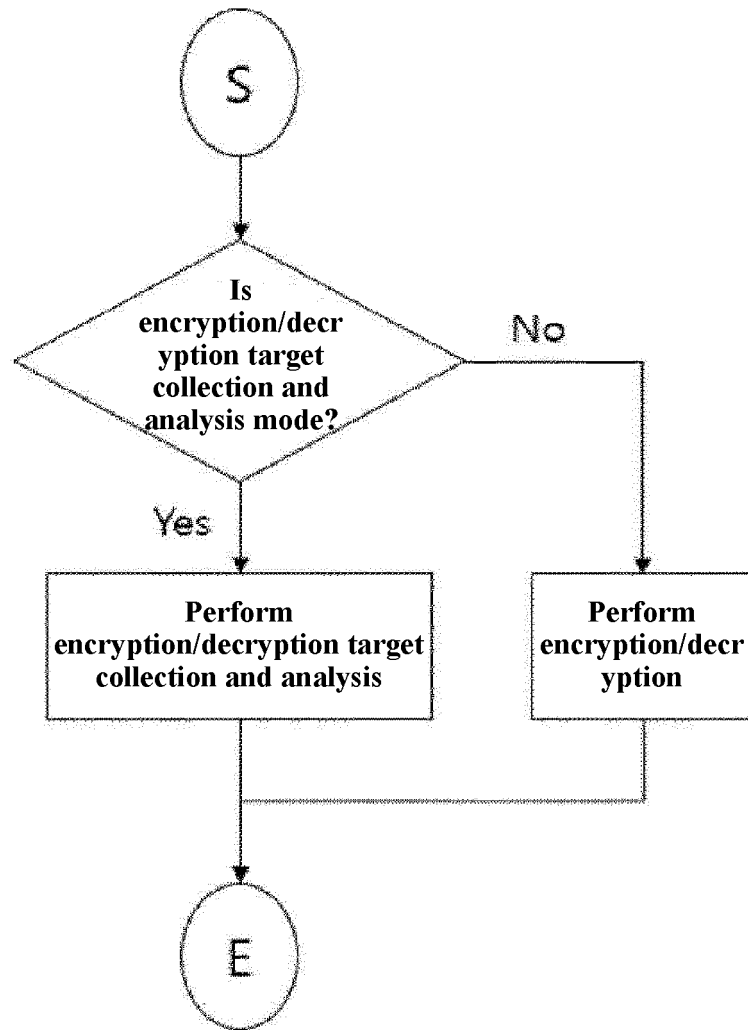 S
Is
encryption/decr
yption target
collection and
analysis mode?
No
Yes
Perform
encryption/decryption target
collection and analysis
Perform
encryption/decr
yption
E